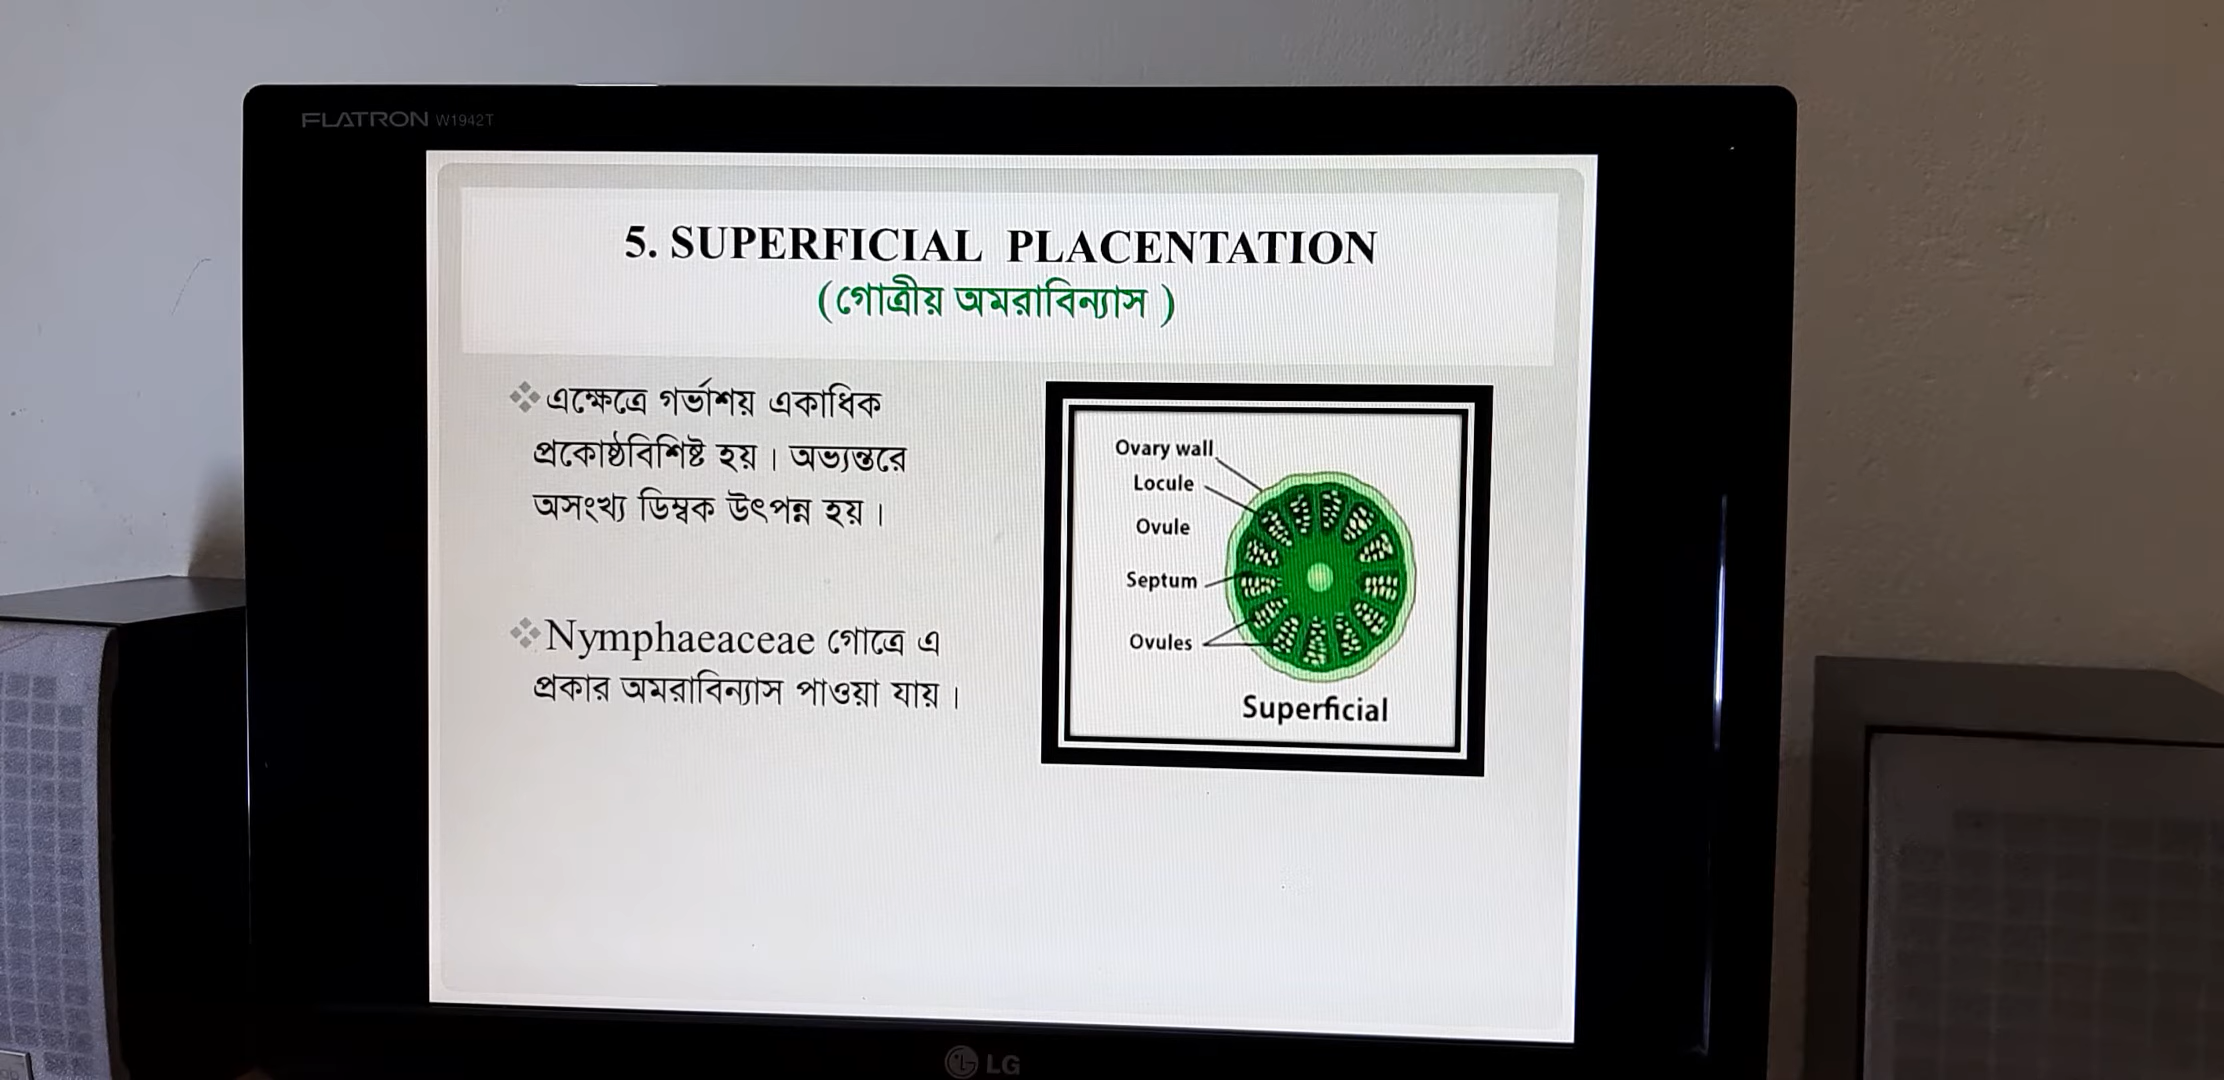 FLATRON W1942T
5. SUPERFICIAL PLACENTATION
(গোত্রীয় অমরাবিন্যাস )
এক্ষেত্রে গর্ভাশয় একাধিক
প্রকোষ্ঠবিশিষ্ট হয় । অভ্যন্তরে
অসংখ্য ডিম্বক উৎপন্ন হয় ।
Nymphaeaceae গোত্রে এ
প্রকার অমরাবিন্যাস পাওয়া যায় ।
Ovary wall
Locule
Ovule
Septum
Ovules
Superficial
LG